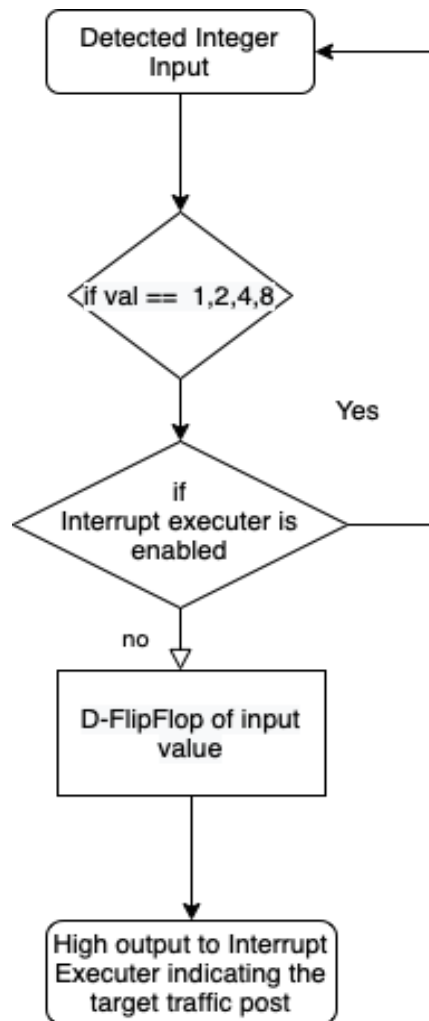 Detected Integer
Input
if val == 1,2,4,8
Yes
if
Interrupt executer is
enabled
no
D-FlipFlop of input
value
High output to Interrupt
Executer indicating the
target traffic post